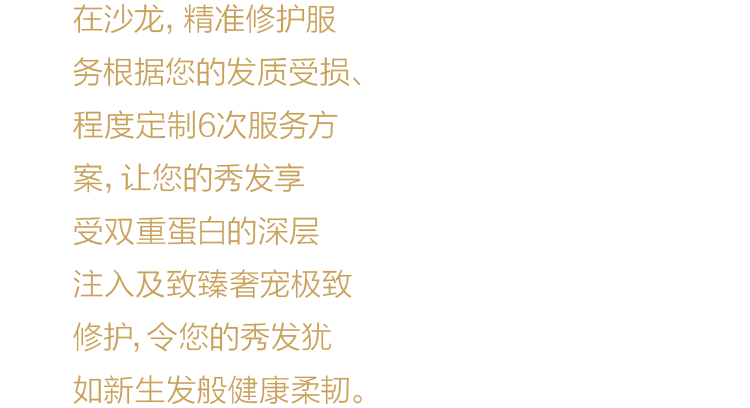 在沙龙，精准修护服
务根据您的发质受损、
程度定制6次服务方
案，让您的秀发享
受双重蛋白的深层
注入及致臻奢宠极致
修护，令您的秀发犹
如新生发般健康柔韧。